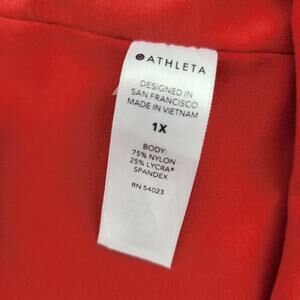 ATHLETA
DESIGNED IN
SAN FRANCISCO
MADE IN VIETNAM
1X
BODY:
75% NYLON
25% LYCRA®
SPANDEX
RN 54023